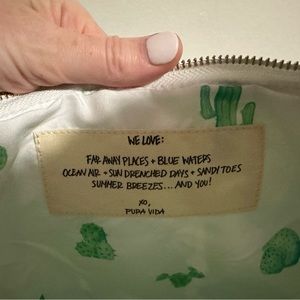 WE LOVE:
FAR AWAY PLACES + BLUE WATERS
OCEAN AIR + SUN DRENCHED DAYS + SANDY TOES
SUMMER BREEZES... AND YOU!
XO,
PURA VIDA